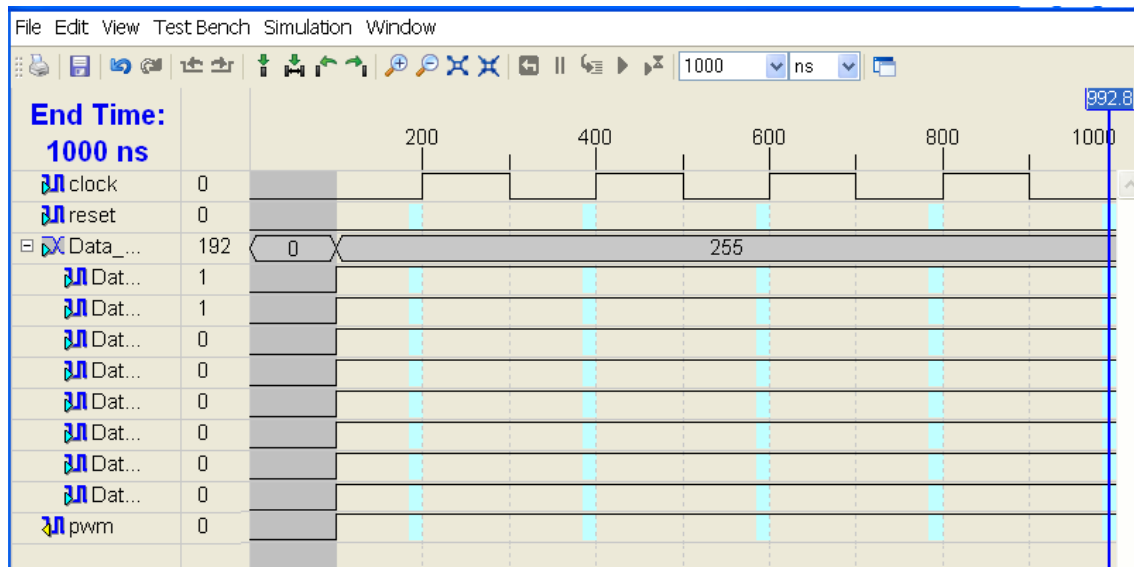 File Edit View Test Bench Simulation Window
1000 ns
992.8
End Time:
1000 ns
200 400 600 800 1000
clock 0
reset 0
Data_... 192 0 255
Dat... 1
Dat... 1
Dat... 0
Dat... 0
Dat... 0
Dat... 0
Dat... 0
Dat... 0
pwm 0